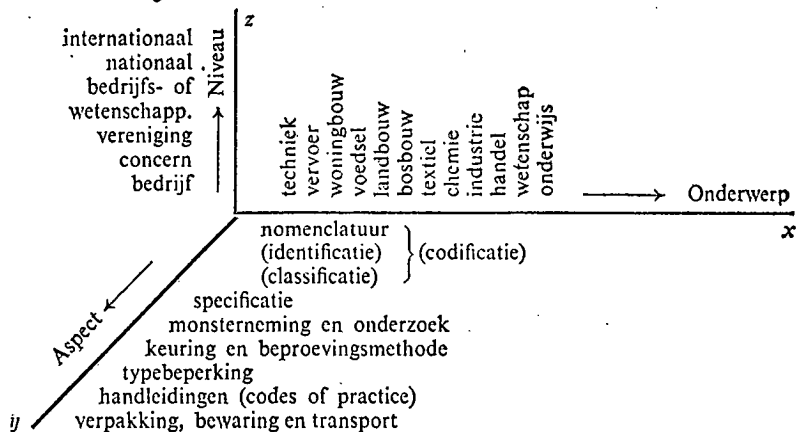 z
internationaal
nationaal
bedrijfs- of
wetenschapp.
vereniging
concern
bedrijf
Niveau
techniek
vervoer
woningbouw
voedsel
landbouw
bosbouw
textiel
chemie
industrie
handel
wetenschap
onderwijs
Onderwerp
x
nomenclatuur
(identificatie) (codificatie)
(classificatie)
specificatie
monsterneming en onderzoek
keuring en beproevingsmethode
typebeperking
handleidingen (codes of practice)
verpakking, bewaring en transport
Aspect
ij